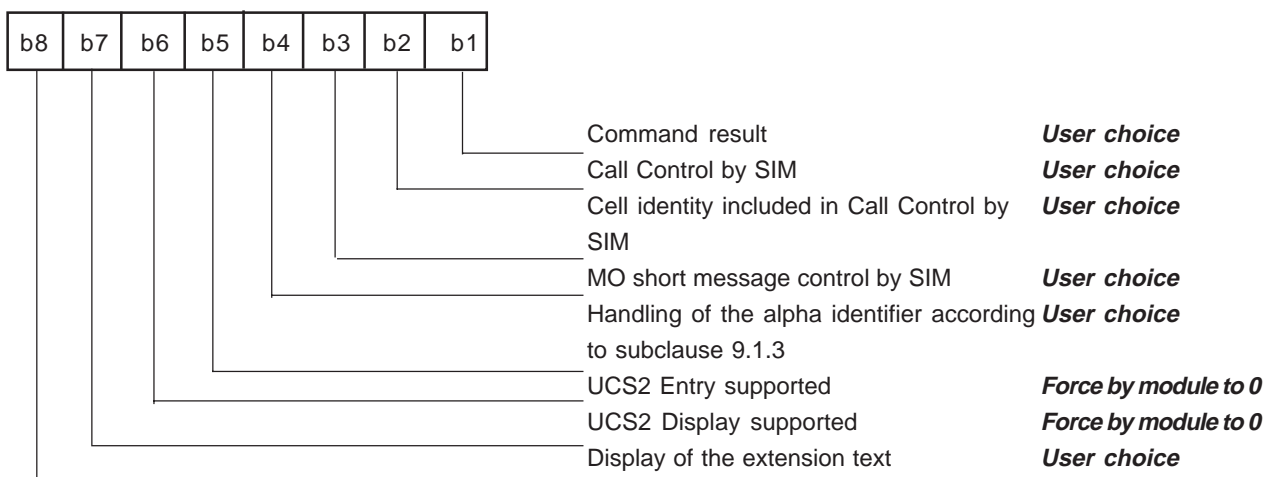 b8 b7 b6 b5 b4 b3 b2 b1
Command result User choice
Call Control by SIM User choice
Cell identity included in Call Control by User choice
SIM
MO short message control by SIM User choice
Handling of the alpha identifier according User choice
to subclause 9.1.3
UCS2 Entry supported Force by module to 0
UCS2 Display supported Force by module to 0
Display of the extension text User choice